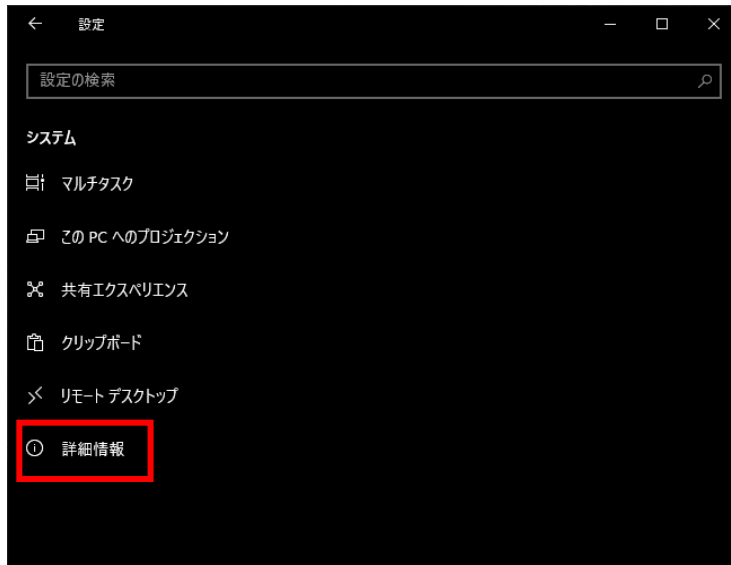 設定
設定の検索
システム
マルチタスク
この PC へのプロジェクション
共有エクスペリエンス
クリップボード
リモート デスクトップ
詳細情報